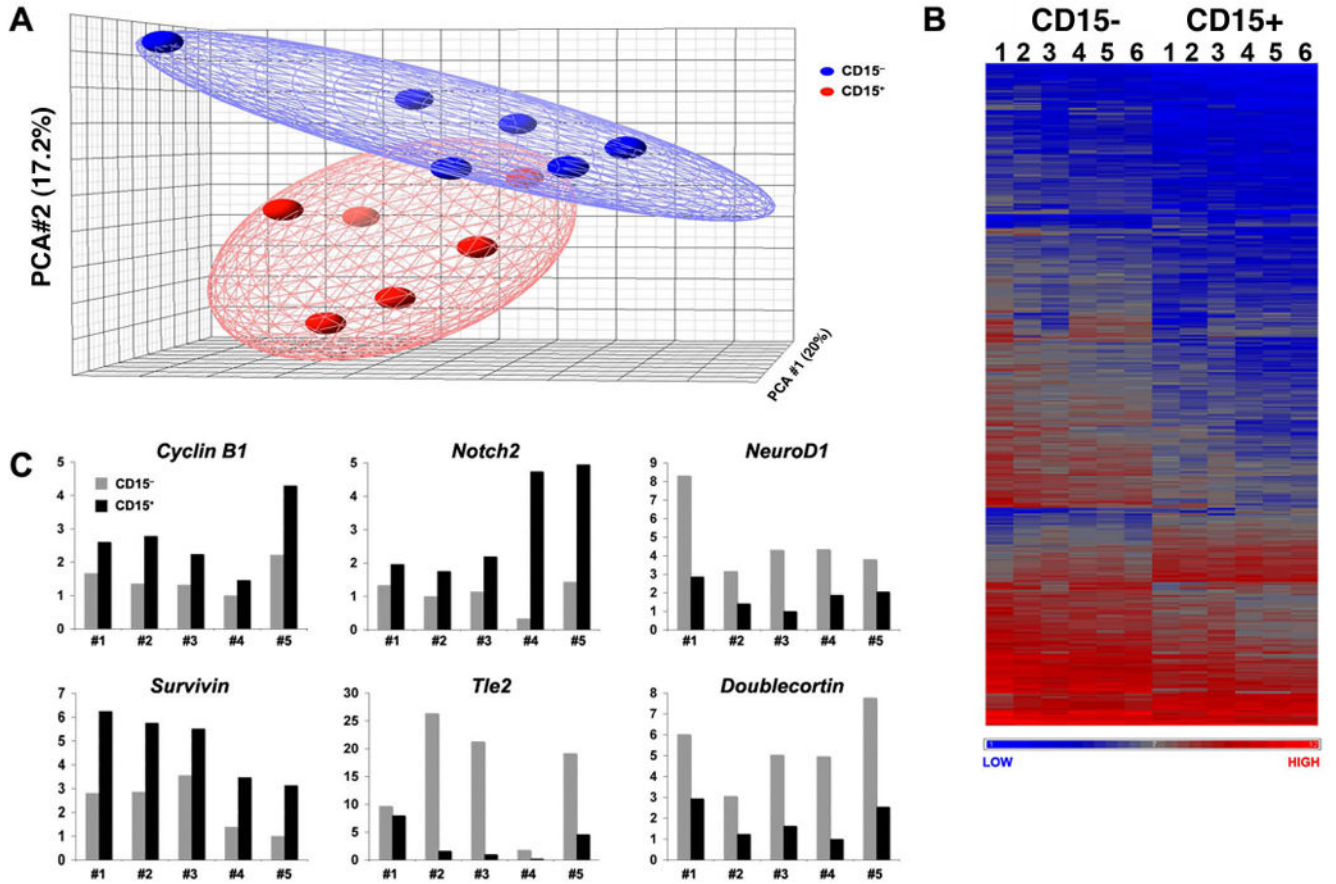 A
PCA#2 (17.2%)
PCA #1 (20%)
CD15–
CD15+
B
CD15- CD15+
1 2 3 4 5 6 1 2 3 4 5 6
LOW HIGH
C
Cyclin B1
5
4
3
2
1
0
CD15–
CD15+
#1 #2 #3 #4 #5
Notch2
5
4
3
2
1
0
#1 #2 #3 #4 #5
NeuroD1
9
8
7
6
5
4
3
2
1
0
#1 #2 #3 #4 #5
Survivin
7
6
5
4
3
2
1
0
#1 #2 #3 #4 #5
Tle2
30
25
20
15
10
5
0
#1 #2 #3 #4 #5
Doublecortin
8
7
6
5
4
3
2
1
0
#1 #2 #3 #4 #5